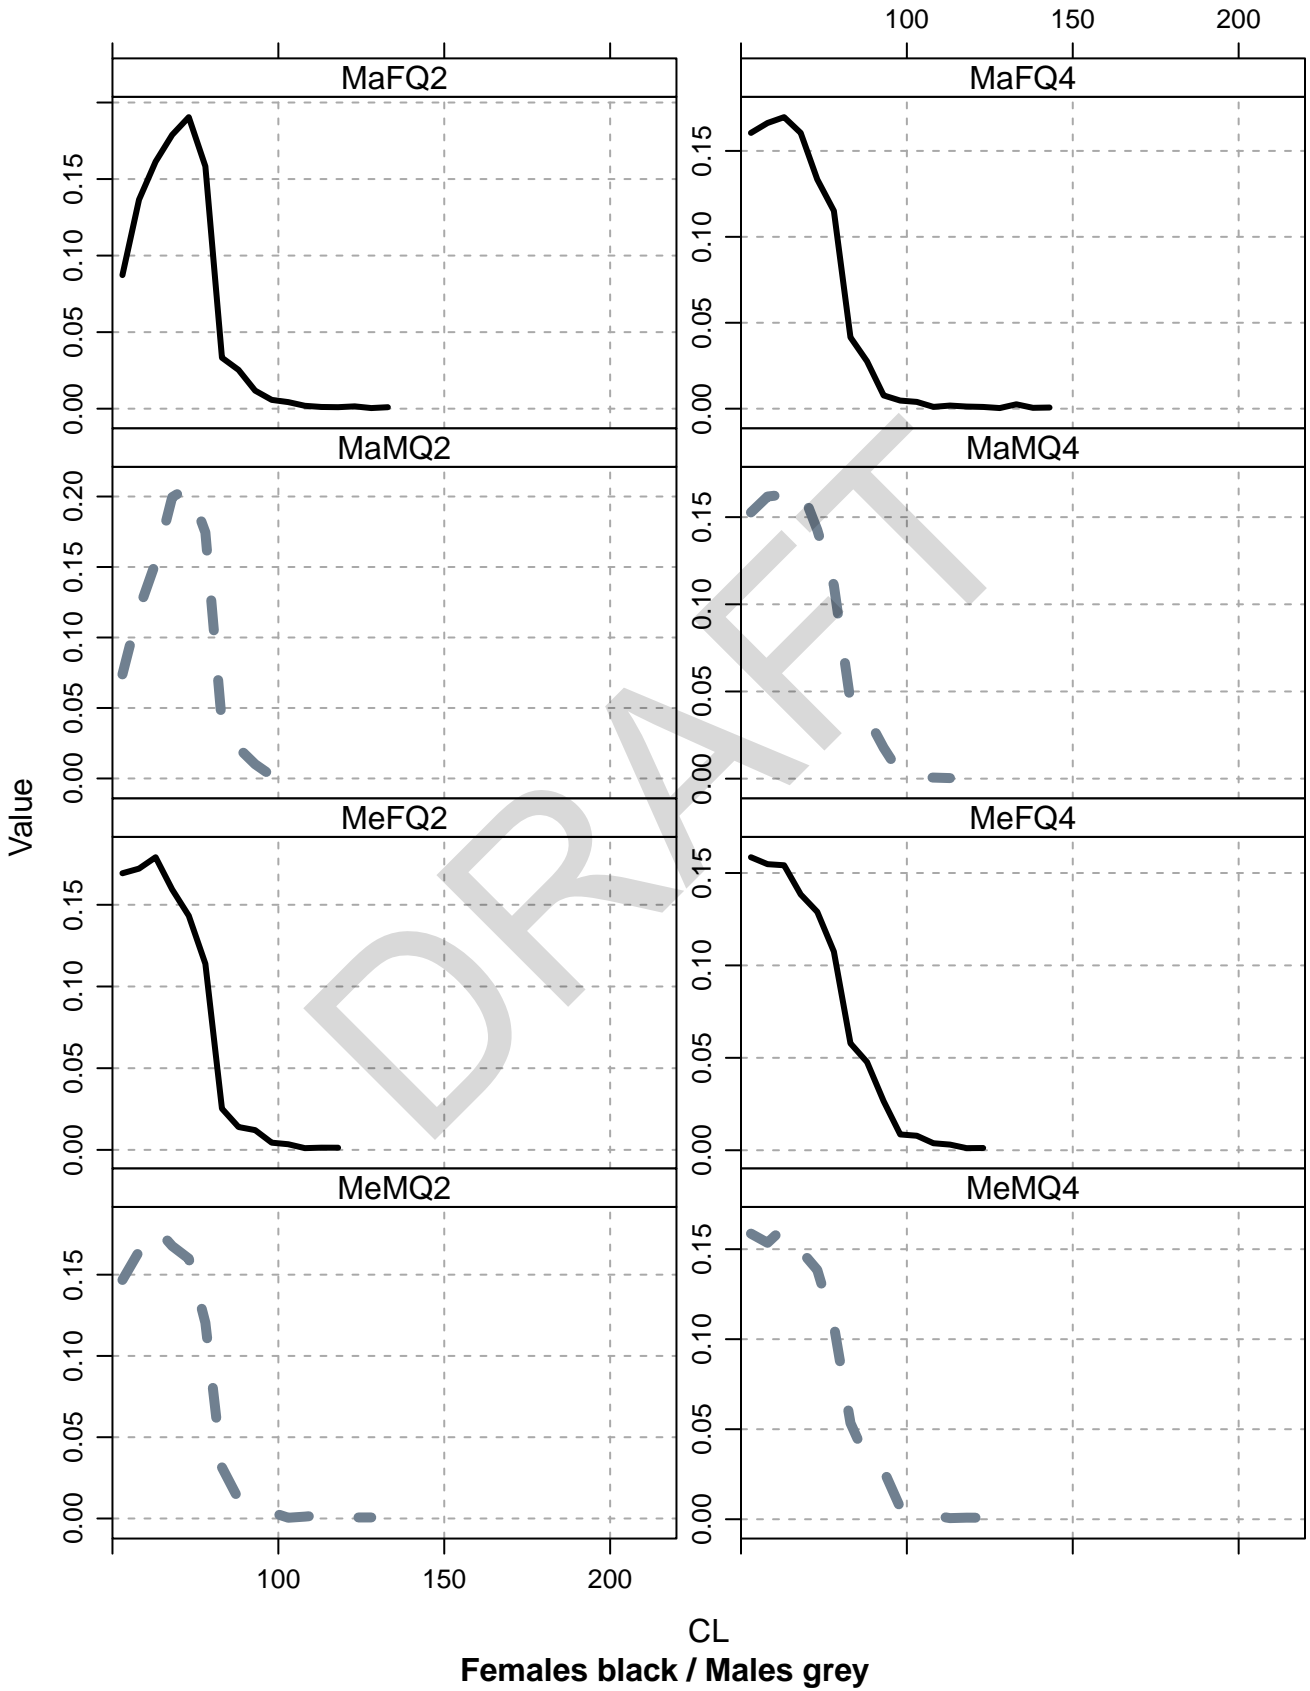 100 150 200
MaFQ2 MaFQ4
0.00 0.05 0.10 0.15
0.00 0.05 0.10 0.15
MaMQ2 MaMQ4
0.00 0.05 0.10 0.15 0.20
0.00 0.05 0.10 0.15
MeFQ2 MeFQ4
0.00 0.05 0.10 0.15
0.00 0.05 0.10 0.15
MeMQ2 MeMQ4
0.00 0.05 0.10 0.15
0.00 0.05 0.10 0.15
Value
DRAFT
100 150 200
CL
Females black / Males grey